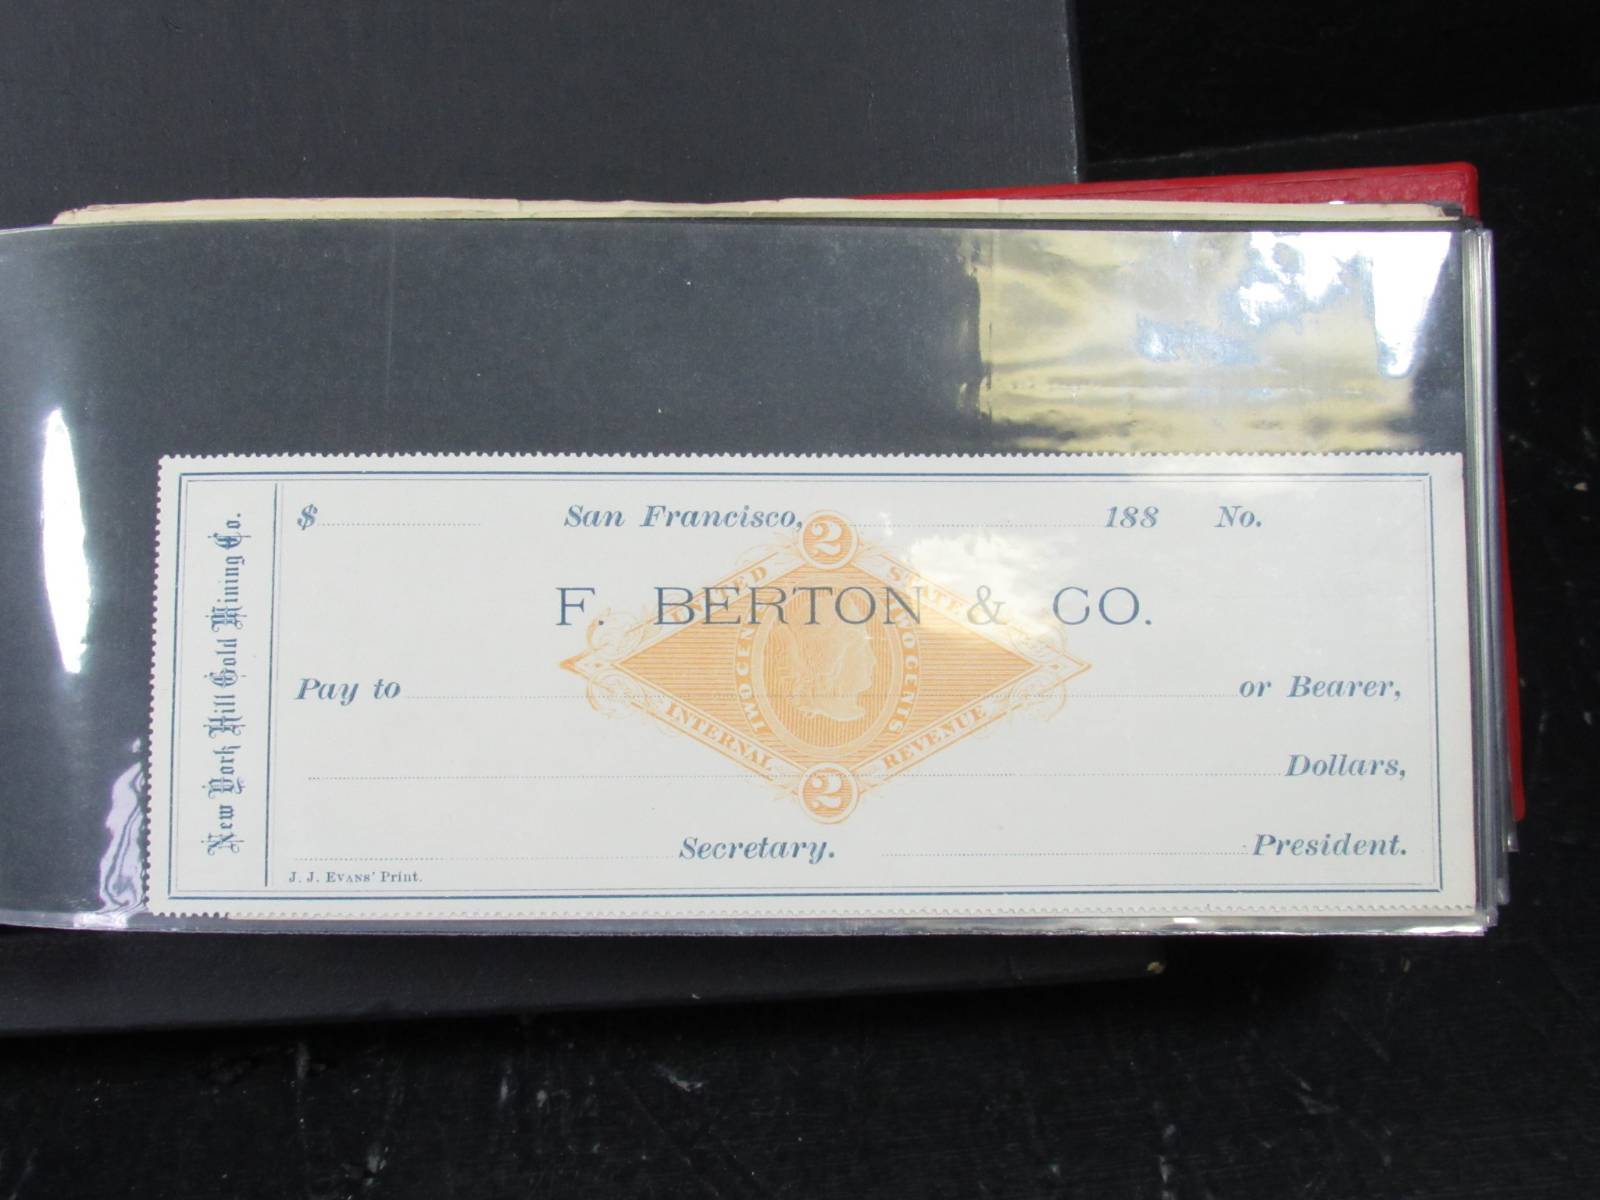 New York Hill Gold Mining Co.
$ San Francisco, 188 No.
F. BERTON & CO.
Pay to or Bearer,
Dollars,
Secretary. President.
J. J. EVANS' Print.
2
UNITED STATES
TWO CENTS TWO CENTS
INTERNAL REVENUE
2